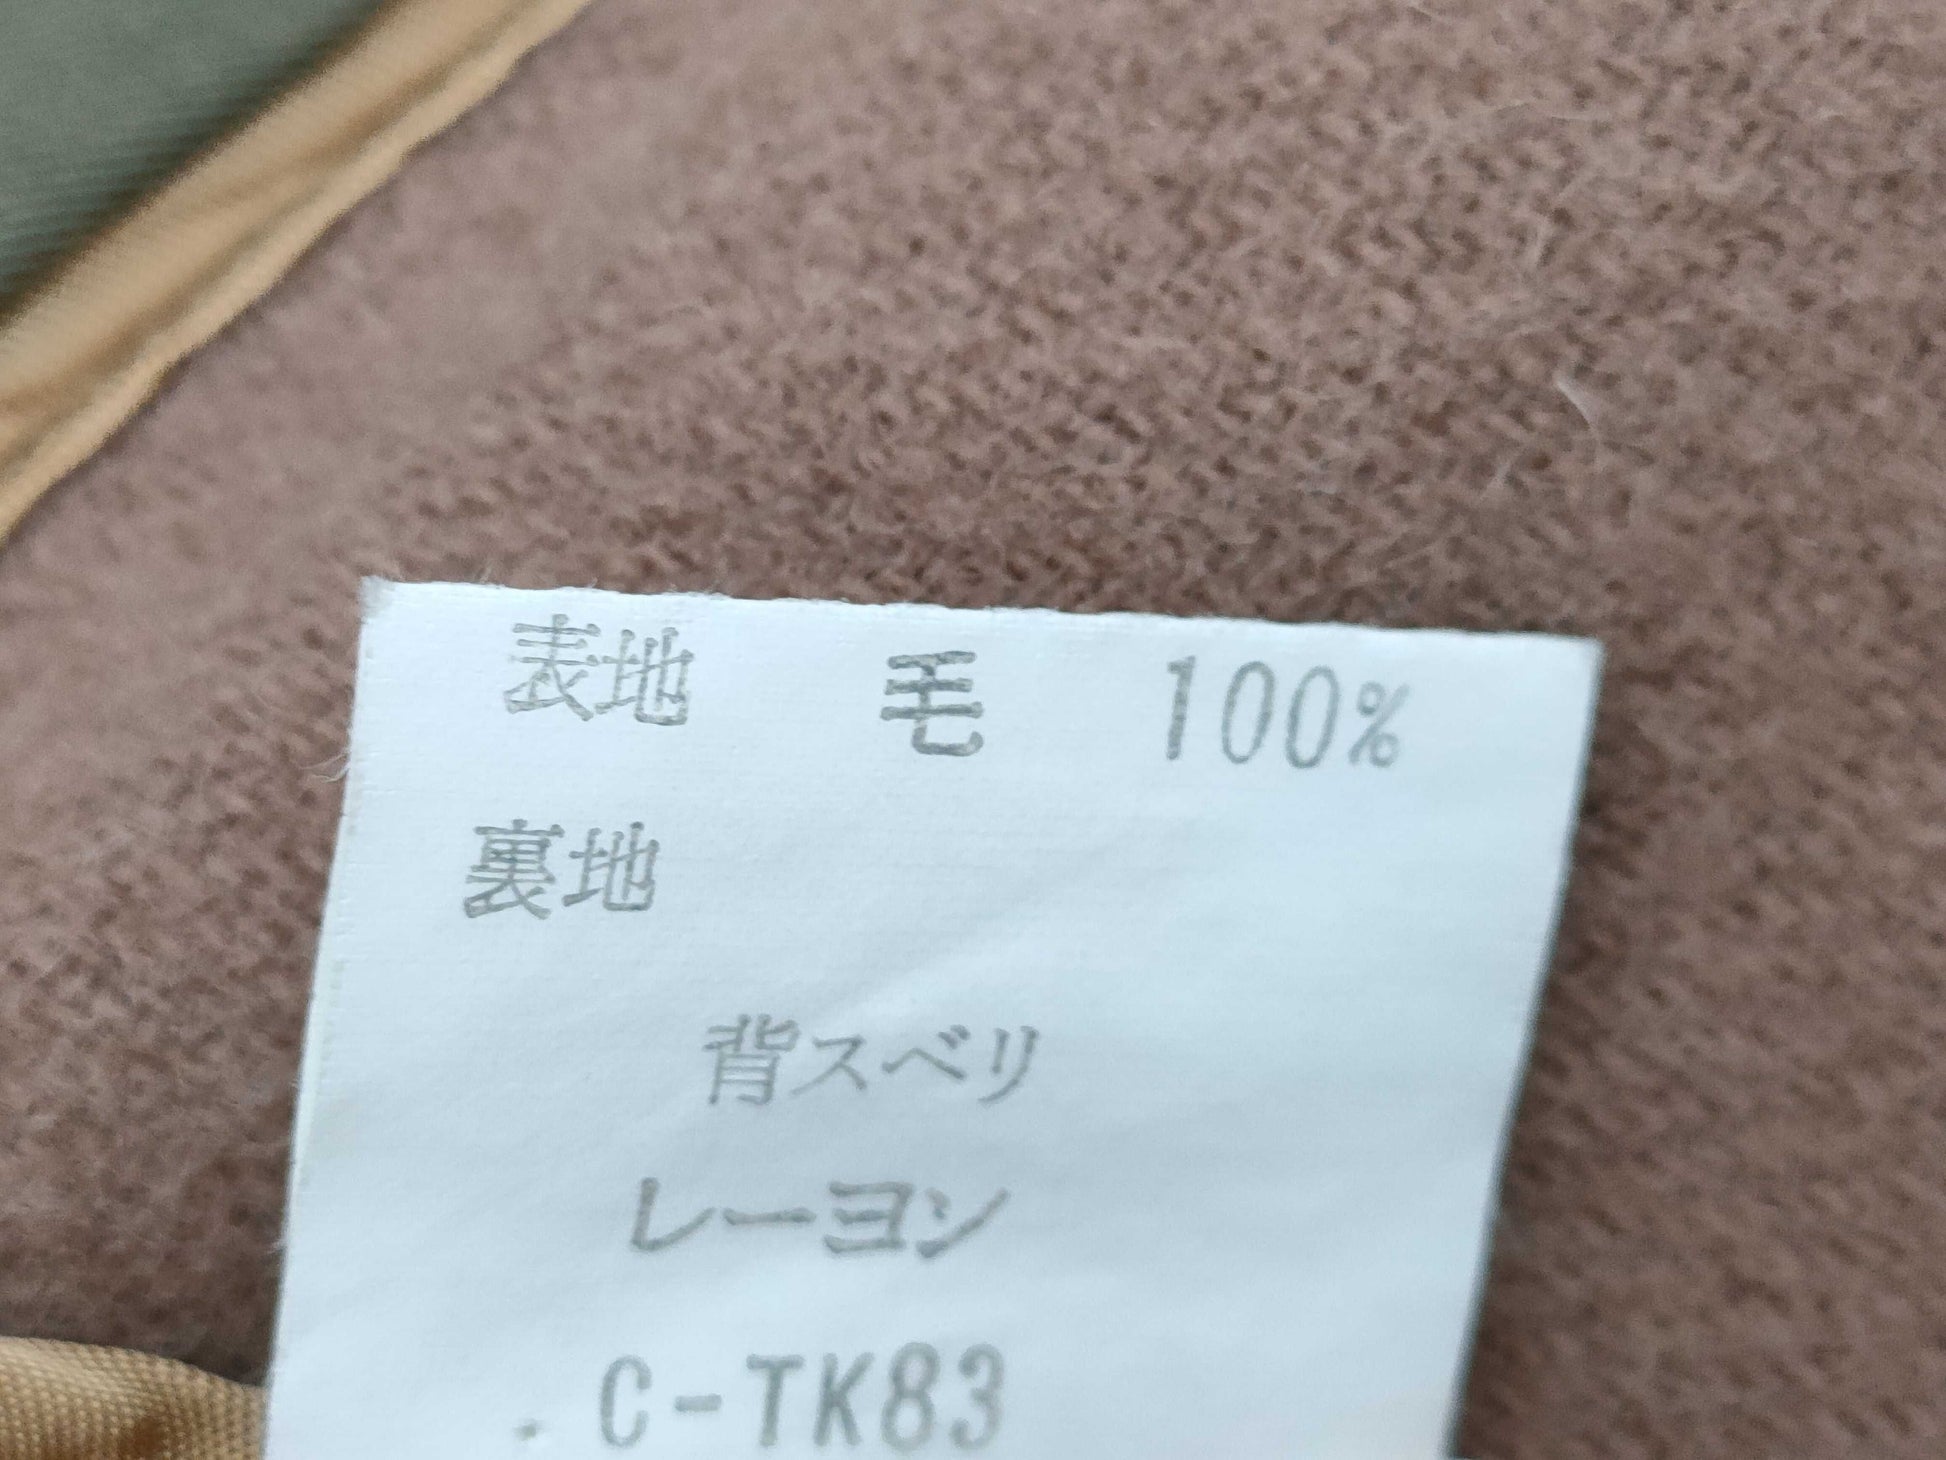 表地 毛 100%
裏地
背スベリ
レーヨン
C-TK83